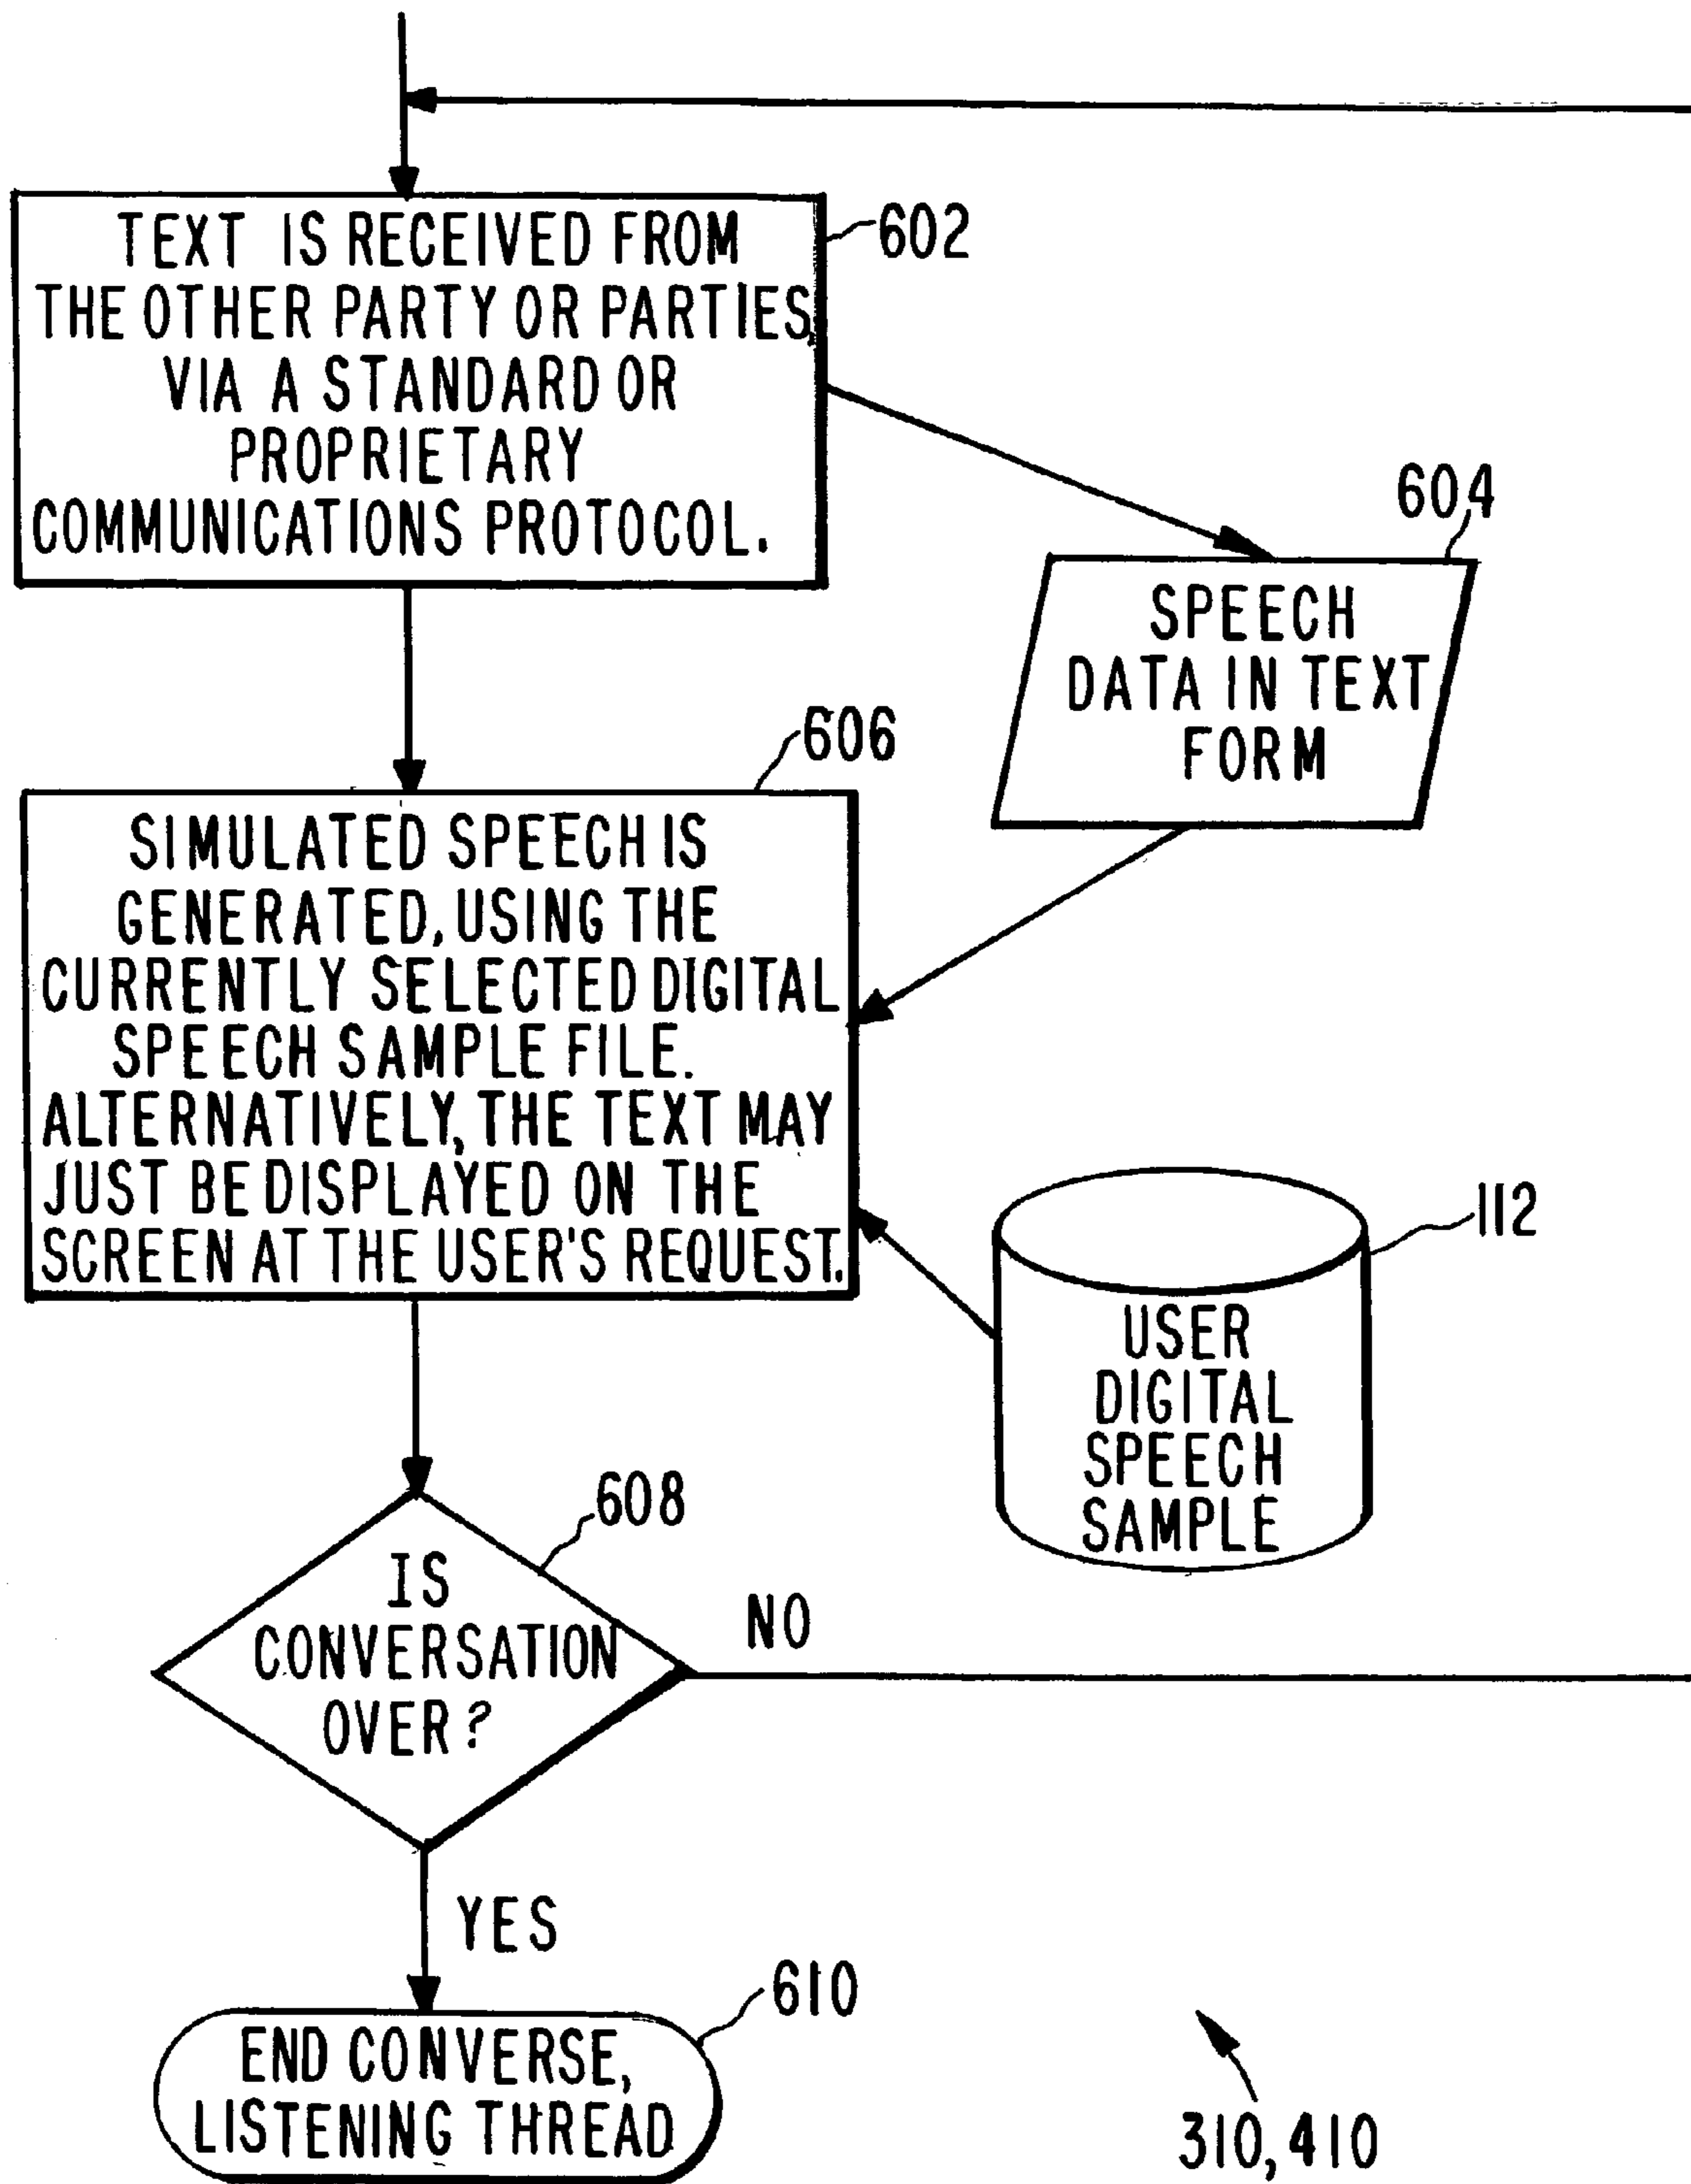 TEXT IS RECEIVED FROM
THE OTHER PARTY OR PARTIES
VIA A STANDARD OR
PROPRIETARY
COMMUNICATIONS PROTOCOL.
602
604
SPEECH
DATA IN TEXT
FORM
606
SIMULATED SPEECH IS
GENERATED, USING THE
CURRENTLY SELECTED DIGITAL
SPEECH SAMPLE FILE.
ALTERNATIVELY, THE TEXT MAY
JUST BE DISPLAYED ON THE
SCREEN AT THE USER'S REQUEST.
112
USER
DIGITAL
SPEECH
SAMPLE
608
IS
CONVERSATION
OVER?
NO
YES
610
END CONVERSE,
LISTENING THREAD
310,410